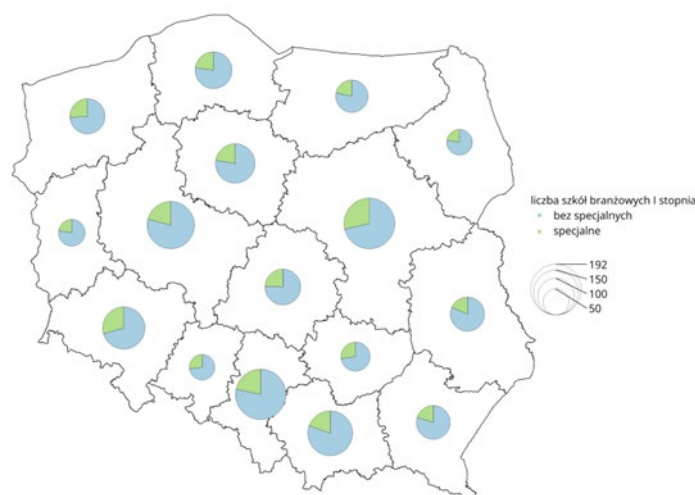 liczba szkół branżowych I stopnia
bez specjalnych
specjalne
192
150
100
50